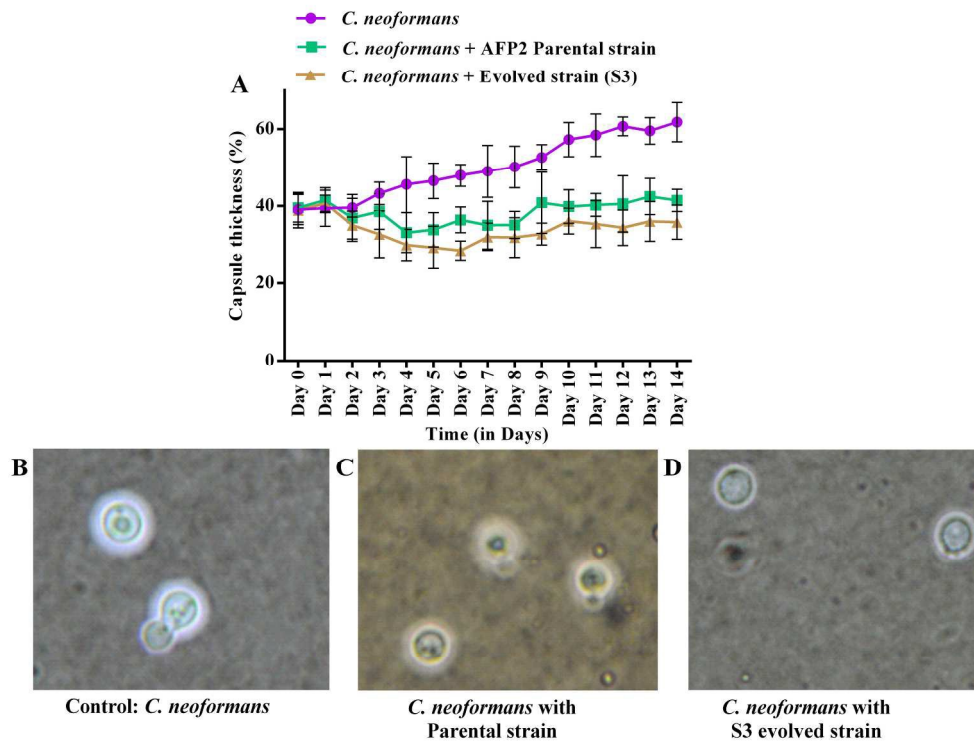 C. neoformans
C. neoformans + AFP2 Parental strain
C. neoformans + Evolved strain (S3)
A
Capsule thickness (%)
60
40
20
0
Day 0
Day 1
Day 2
Day 3
Day 4
Day 5
Day 6
Day 7
Day 8
Day 9
Day 10
Day 11
Day 12
Day 13
Day 14
Time (in Days)
B
C
D
Control: C. neoformans
C. neoformans with
Parental strain
C. neoformans with
S3 evolved strain